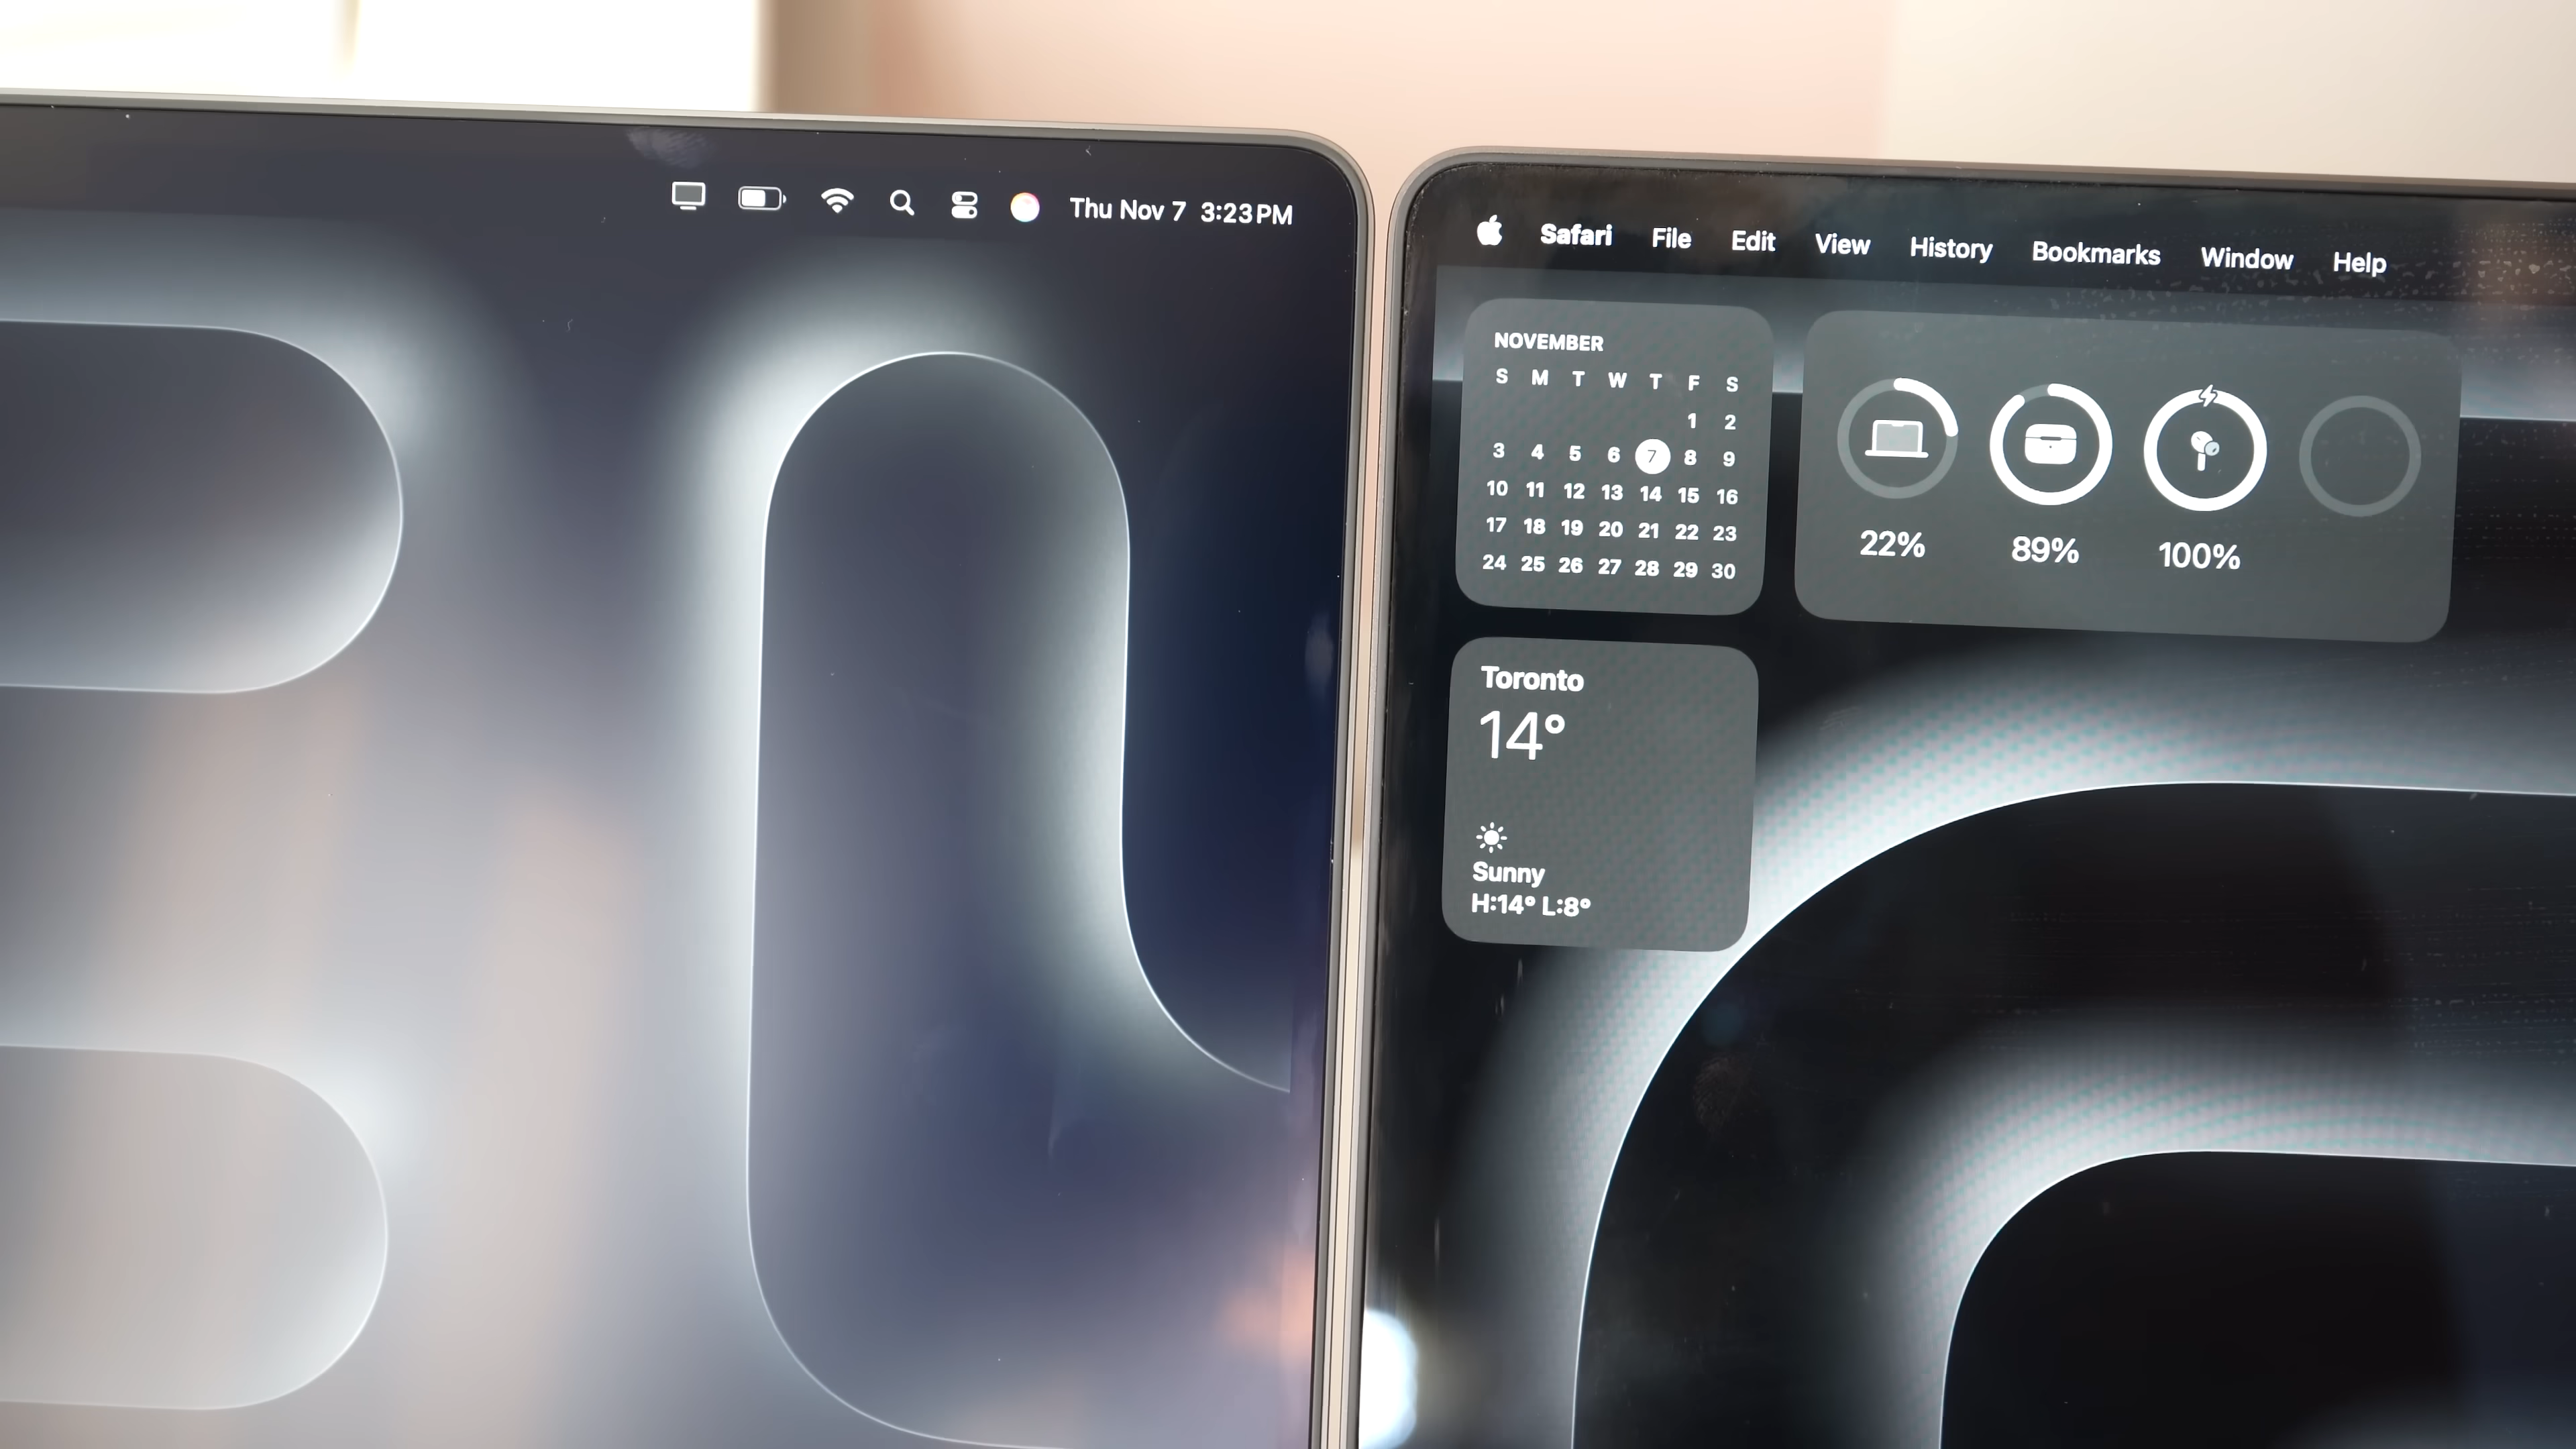 Thu Nov 7 3:23 PM
Safari File Edit View History Bookmarks Window Help
NOVEMBER
S M T W T F S
1 2
3 4 5 6 7 8 9
10 11 12 13 14 15 16
17 18 19 20 21 22 23
24 25 26 27 28 29 30
22% 89% 100%
Toronto
14°
Sunny
H:14° L:8°